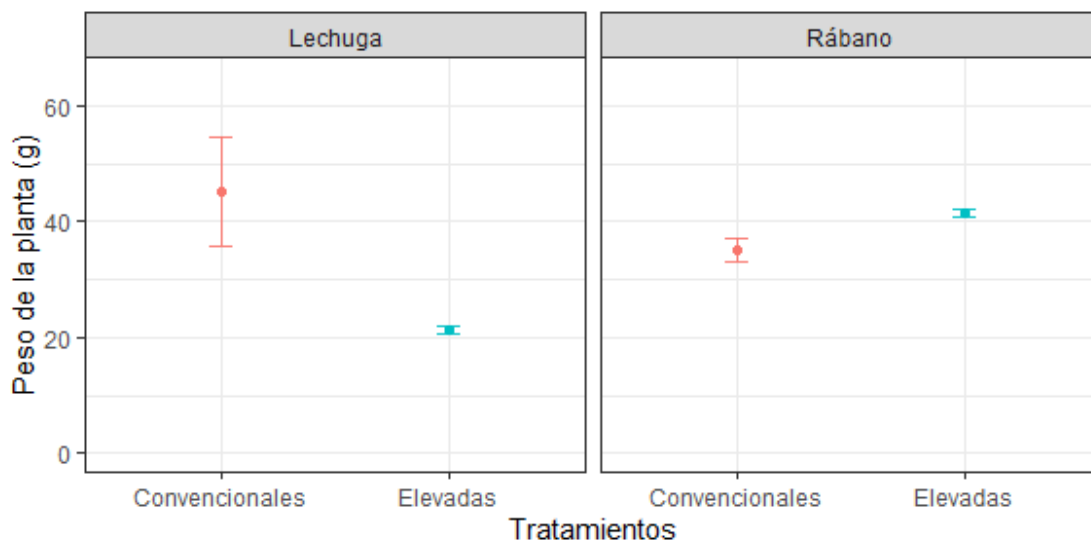 Lechuga
Rábano
Peso de la planta (g)
60
40
20
0
Convencionales
Elevadas
Convencionales
Elevadas
Tratamientos